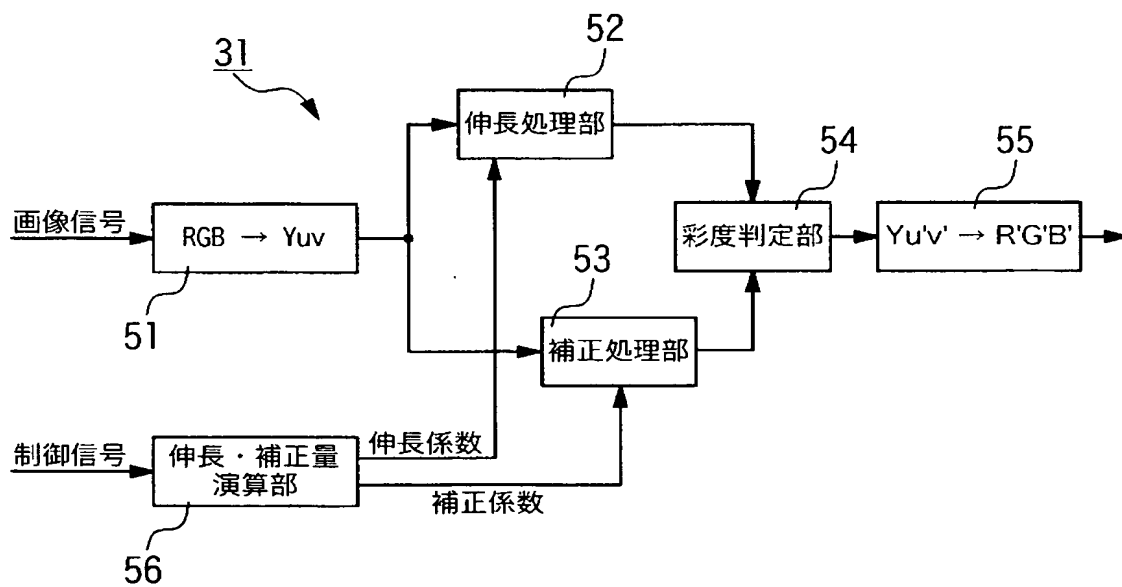 31
52
伸長処理部
54
55
画像信号
RGB → Yuv
彩度判定部
Yu'v' → R'G'B'
51
53
補正処理部
制御信号
伸長・補正量
演算部
伸長係数
補正係数
56